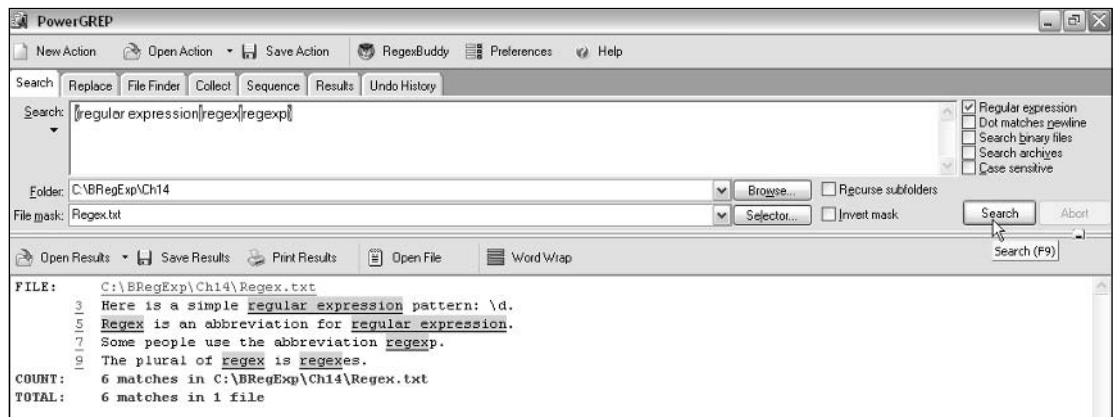 PowerGREP
New Action Open Action Save Action RegexBuddy Preferences Help
Search Replace File Finder Collect Sequence Results Undo History
Search: (regular expression|regex|regexp) Regular expression
Dot matches newline
Search binary files
Search archives
Case sensitive
Folder: C:\BRegExp\Ch14 Browse... Recurse subfolders
File mask: Regex.txt Selector... Invert mask Search Abort
Search (F9)
Open Results Save Results Print Results Open File Word Wrap
FILE: C:\BRegExp\Ch14\Regex.txt
3 Here is a simple regular expression pattern: \d.
5 Regex is an abbreviation for regular expression.
7 Some people use the abbreviation regexp.
9 The plural of regex is regexes.
COUNT: 6 matches in C:\BRegExp\Ch14\Regex.txt
TOTAL: 6 matches in 1 file